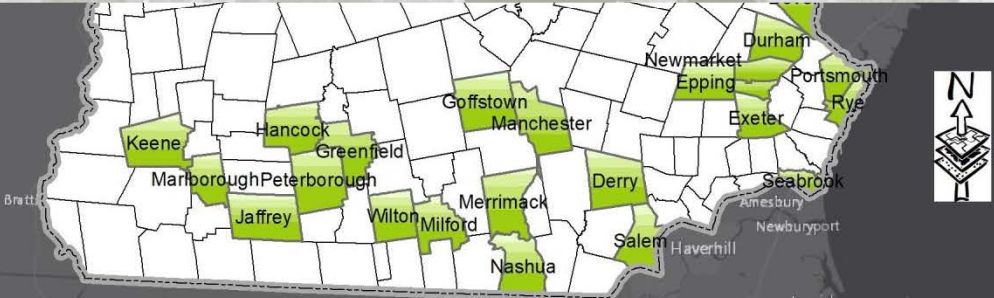 Durham
Newmarket
Epping
Portsmouth
Rye
Exeter
Goffstown
Manchester
Hancock
Keene
Greenfield
Marlborough
Peterborough
Derry
Seabrook
Amesbury
Jaffrey
Wilton
Milford
Merrimack
Newburyport
Salem
Haverhill
Nashua
Bratt
N